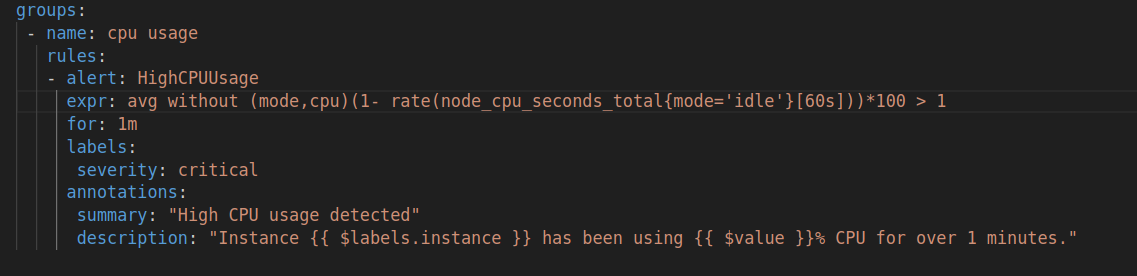 groups:
- name: cpu usage
rules:
- alert: HighCPUUsage
expr: avg without (mode,cpu)(1- rate(node_cpu_seconds_total{mode='idle'}[60s]))*100 > 1
for: 1m
labels:
severity: critical
annotations:
summary: "High CPU usage detected"
description: "Instance {{ $labels.instance }} has been using {{ $value }}% CPU for over 1 minutes."